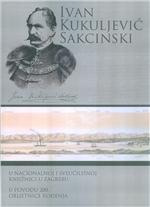 IVAN
KUKULJEVIĆ
SAKCINSKI
U NACIONALNOJ I SVEUČILIŠNOJ
KNJIŽNICI U ZAGREBU
U POVODU 200.
OBLJETNICE ROĐENJA